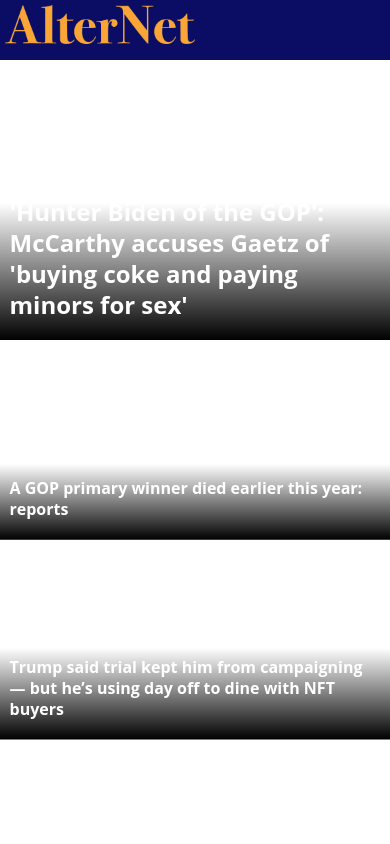 AlterNet
'Hunter Biden of the GOP':
McCarthy accuses Gaetz of
'buying coke and paying
minors for sex'
A GOP primary winner died earlier this year:
reports
Trump said trial kept him from campaigning
— but he’s using day off to dine with NFT
buyers